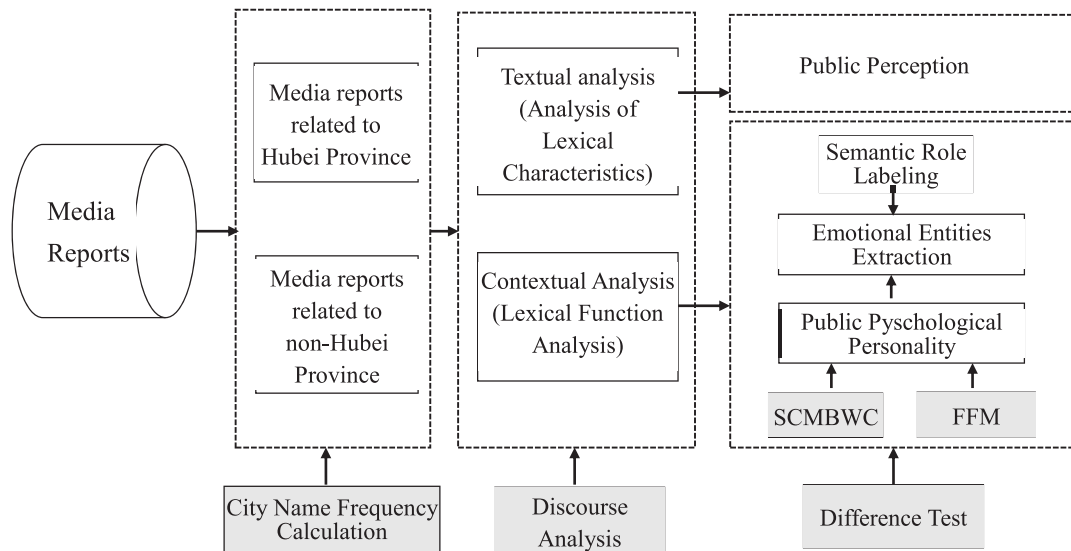 Media
Reports
Media reports
related to
Hubei Province
Media reports
related to
non-Hubei
Province
City Name Frequency
Calculation
Textual analysis
(Analysis of
Lexical
Characteristics)
Contextual Analysis
(Lexical Function
Analysis)
Discourse
Analysis
Public Perception
Semantic Role
Labeling
Emotional Entities
Extraction
Public Pyschological
Personality
SCMBWC
FFM
Difference Test